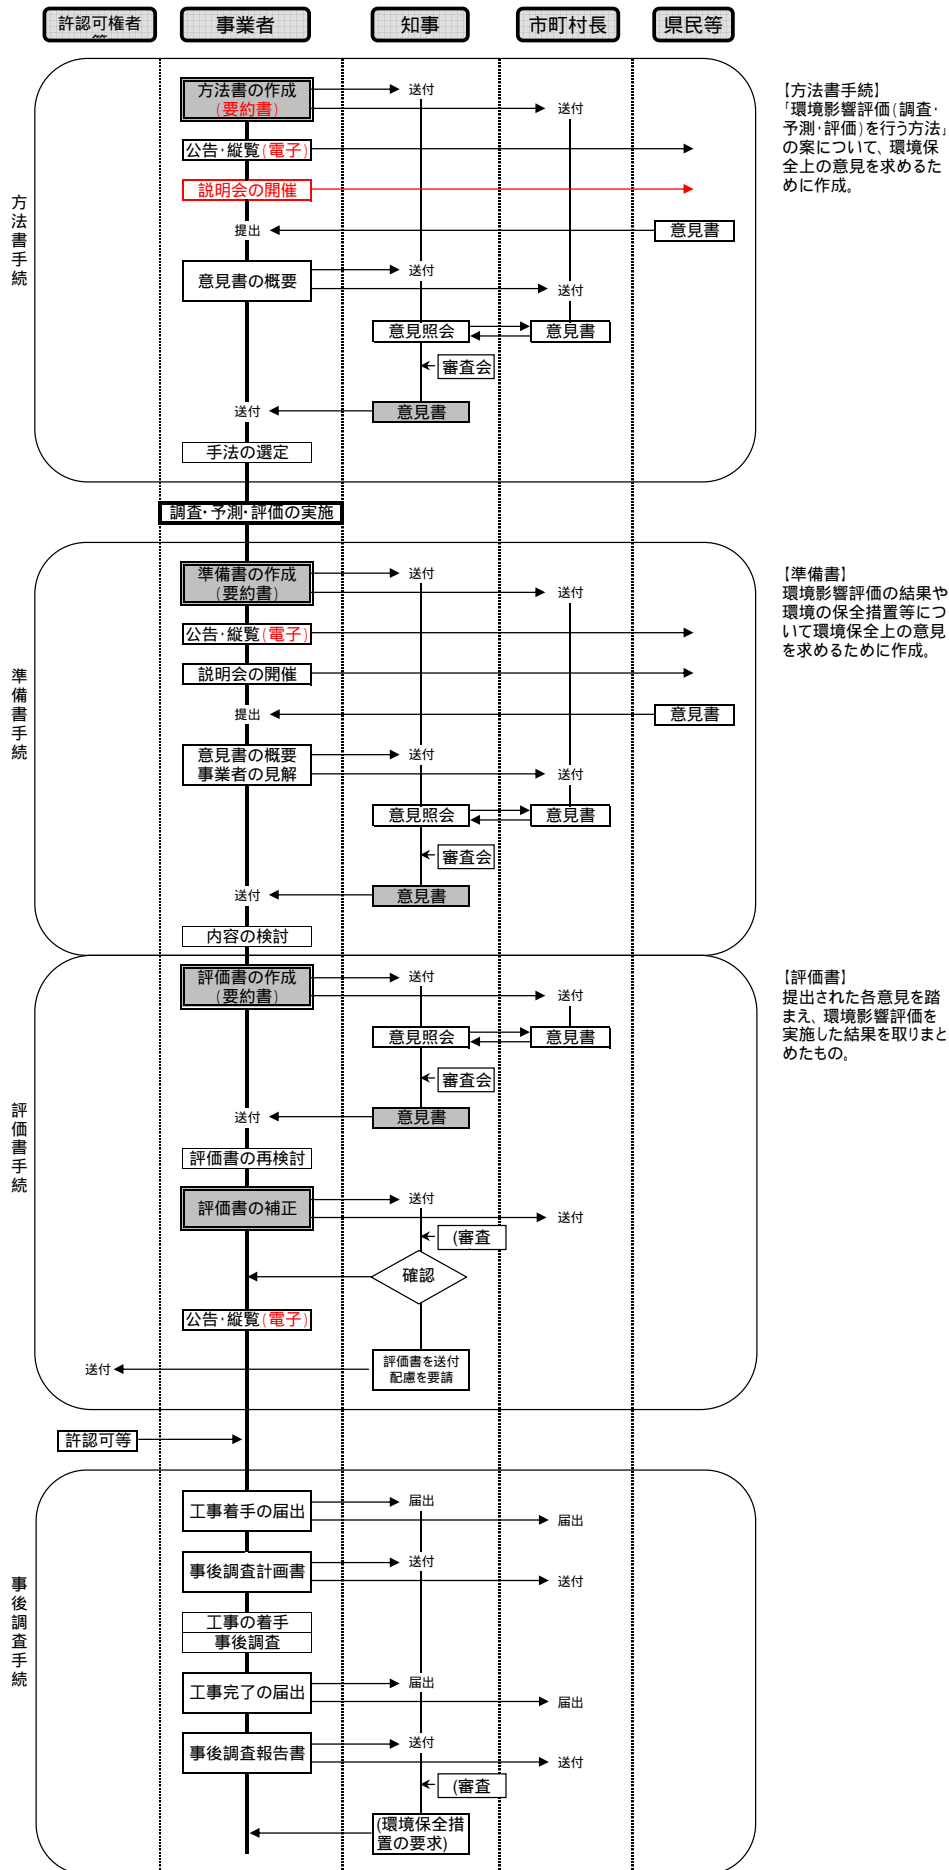 許認可権者
事業者
知事
市町村長
県民等
方法書手続
方法書の作成
(要約書)
送付
送付
公告・縦覧(電子)
説明会の開催
提出
意見書
意見書の概要
送付
送付
意見照会
意見書
審査会
送付
意見書
手法の選定
【方法書手続】
「環境影響評価(調査・
予測・評価)を行う方法」
の案について、環境保
全上の意見を求めるた
めに作成。
調査・予測・評価の実施
準備書手続
準備書の作成
(要約書)
送付
送付
公告・縦覧(電子)
説明会の開催
提出
意見書
意見書の概要
事業者の見解
送付
送付
意見照会
意見書
審査会
送付
意見書
内容の検討
【準備書】
環境影響評価の結果や
環境の保全措置等につ
いて環境保全上の意見
を求めるために作成。
評価書手続
評価書の作成
(要約書)
送付
送付
意見照会
意見書
審査会
送付
意見書
評価書の再検討
評価書の補正
送付
送付
(審査
確認
公告・縦覧(電子)
送付
評価書を送付
配慮を要請
【評価書】
提出された各意見を踏
まえ、環境影響評価を
実施した結果を取りまと
めたもの。
許認可等
事後調査手続
工事着手の届出
届出
届出
事後調査計画書
送付
送付
工事の着手
事後調査
工事完了の届出
届出
届出
事後調査報告書
送付
送付
(審査
(環境保全措
置の要求)